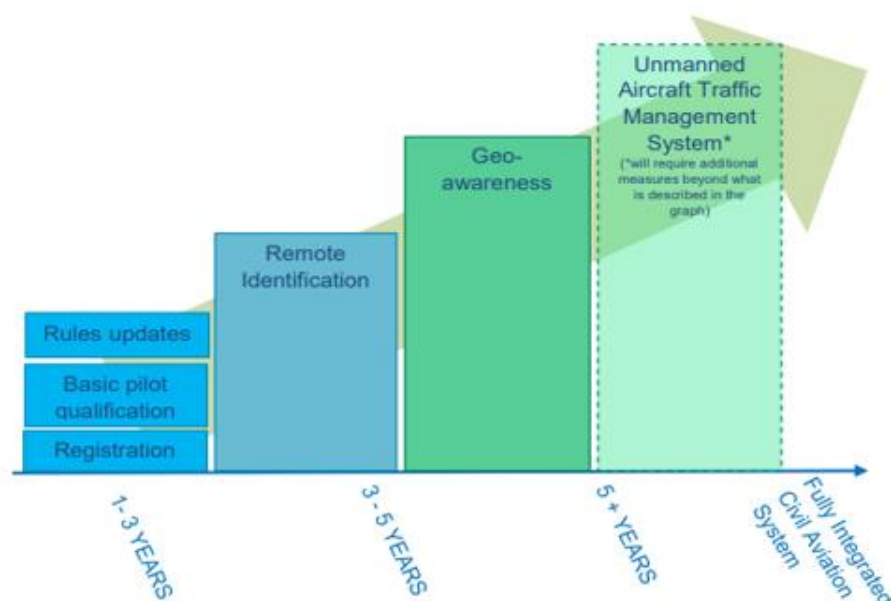 Unmanned
Aircraft Traffic
Management
System*
(*will require additional
measures beyond what
is described in the
graph)
Geo-
awareness
Remote
Identification
Rules updates
Basic pilot
qualification
Registration
1- 3 YEARS
3 - 5 YEARS
5 + YEARS
Fully Integrated
Civil Aviation
System